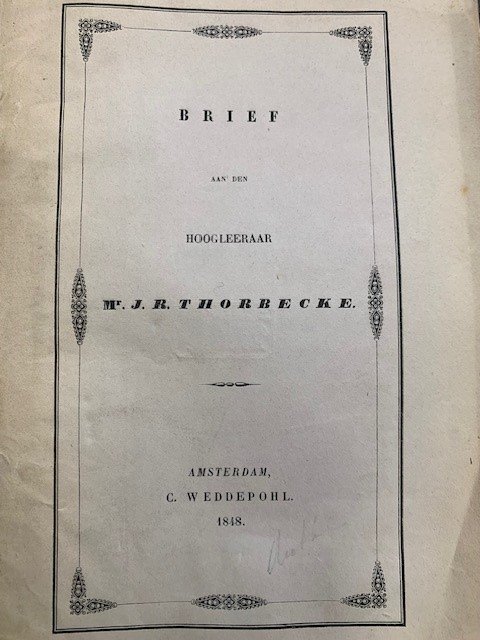 BRIEF
AAN DEN
HOOGLEERAAR
Mr. J. R. THORBECKE.
AMSTERDAM,
C. WEDDEPOHL.
1848.